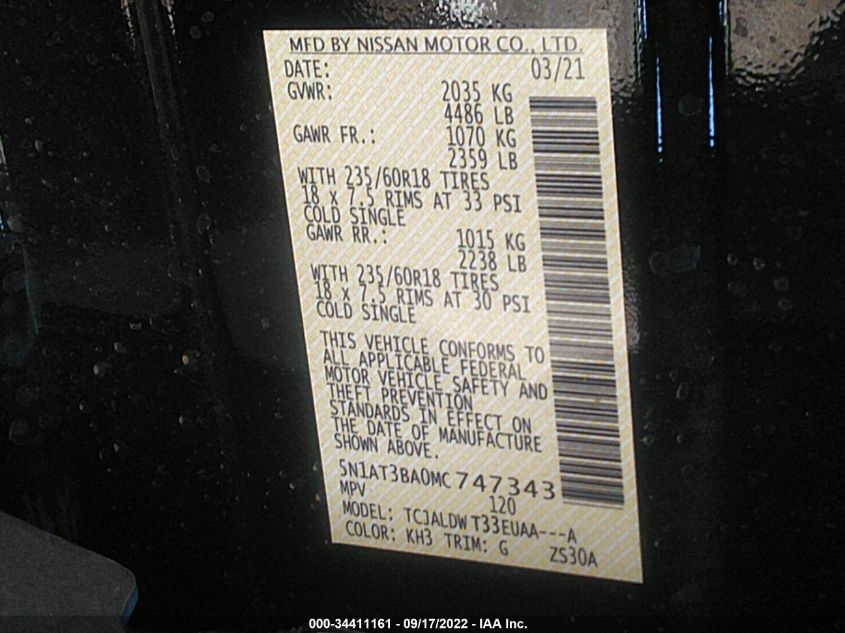 MFD BY NISSAN MOTOR CO., LTD.
DATE: 03/21
GVWR: 2035 KG
4486 LB
GAWR FR.: 1070 KG
2359 LB
WITH 235/60R18 TIRES
18 x 7.5 RIMS AT 33 PSI
COLD SINGLE
GAWR RR.: 1015 KG
2238 LB
WITH 235/60R18 TIRES
18 x 7.5 RIMS AT 30 PSI
COLD SINGLE
THIS VEHICLE CONFORMS TO
ALL APPLICABLE FEDERAL
MOTOR VEHICLE SAFETY AND
THEFT PREVENTION
STANDARDS IN EFFECT ON
THE DATE OF MANUFACTURE
SHOWN ABOVE.
5N1AT3BA0MC747343
MPV 120
MODEL: TCJALDWT33EUAA---A
COLOR: KH3 TRIM: G ZS30A
000-34411161 - 09/17/2022 - IAA Inc.